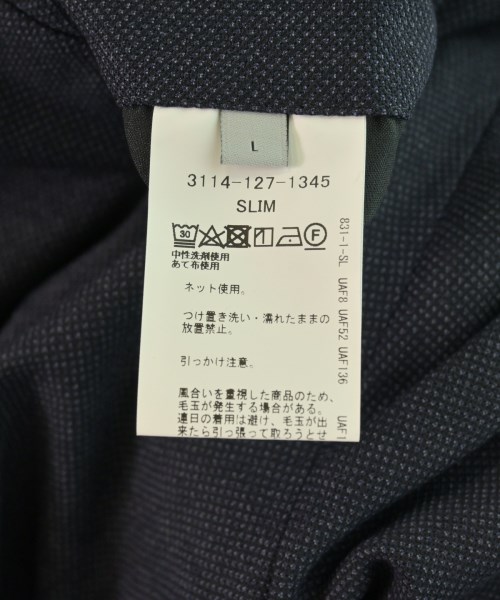 L
3114-127-1345
SLIM
30
F
中性洗剤使用
あて布使用
ネット使用。
つけ置き洗い・濡れたままの
放置禁止。
引っかけ注意。
風合いを重視した商品のため、
毛玉が発生する場合がある。
連日の着用は避け、毛玉が出
来たら引っ張って取ろうとせ
831-1-SL UAF8 UAF52 UAF136 UAF1